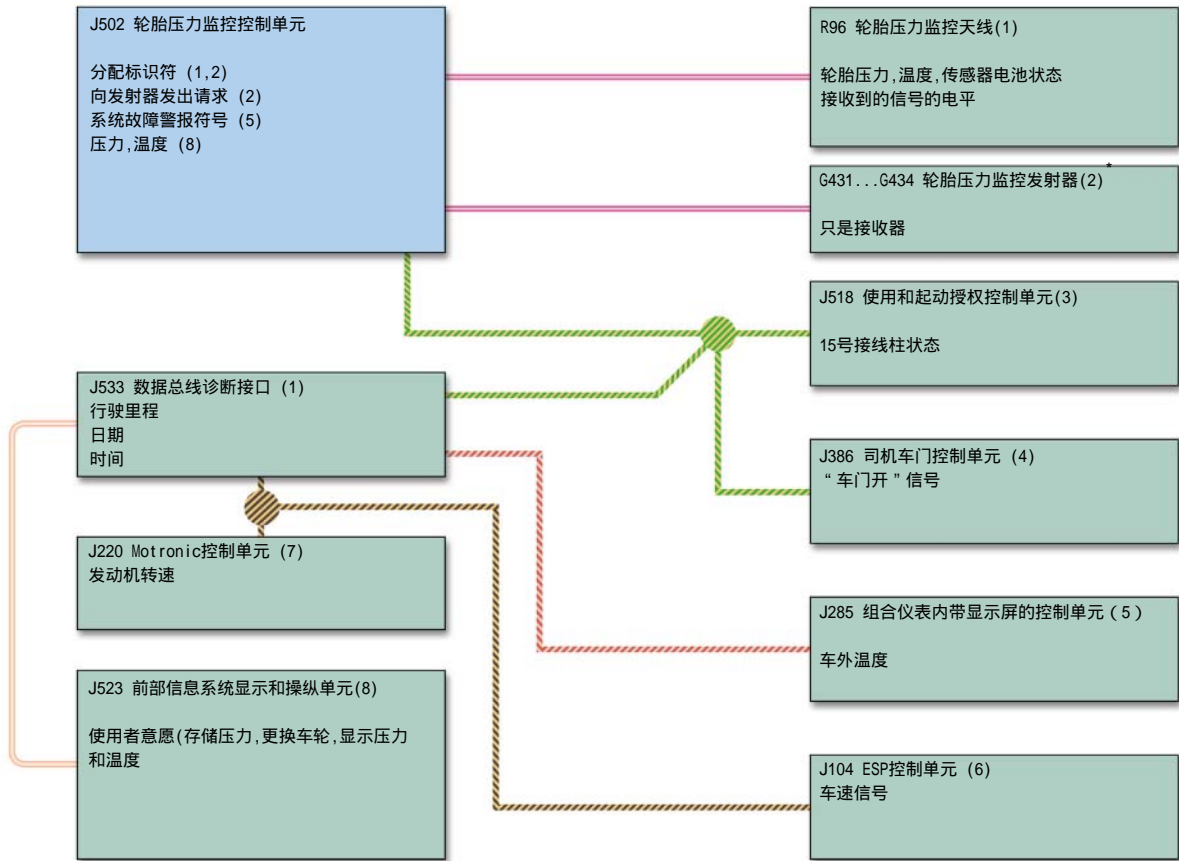 J502 轮胎压力监控控制单元
分配标识符 (1,2)
向发射器发出请求 (2)
系统故障警报符号 (5)
压力,温度 (8)
R96 轮胎压力监控天线(1)
轮胎压力,温度,传感器电池状态
接收到的信号的电平
G431...G434 轮胎压力监控发射器(2)*
只是接收器
J518 使用和起动授权控制单元(3)
15号接线柱状态
J533 数据总线诊断接口 (1)
行驶里程
日期
时间
J386 司机车门控制单元 (4)
“车门开”信号
J220 Motronic控制单元 (7)
发动机转速
J285 组合仪表内带显示屏的控制单元(5)
车外温度
J523 前部信息系统显示和操纵单元(8)
使用者意愿(存储压力,更换车轮,显示压力
和温度
J104 ESP控制单元 (6)
车速信号